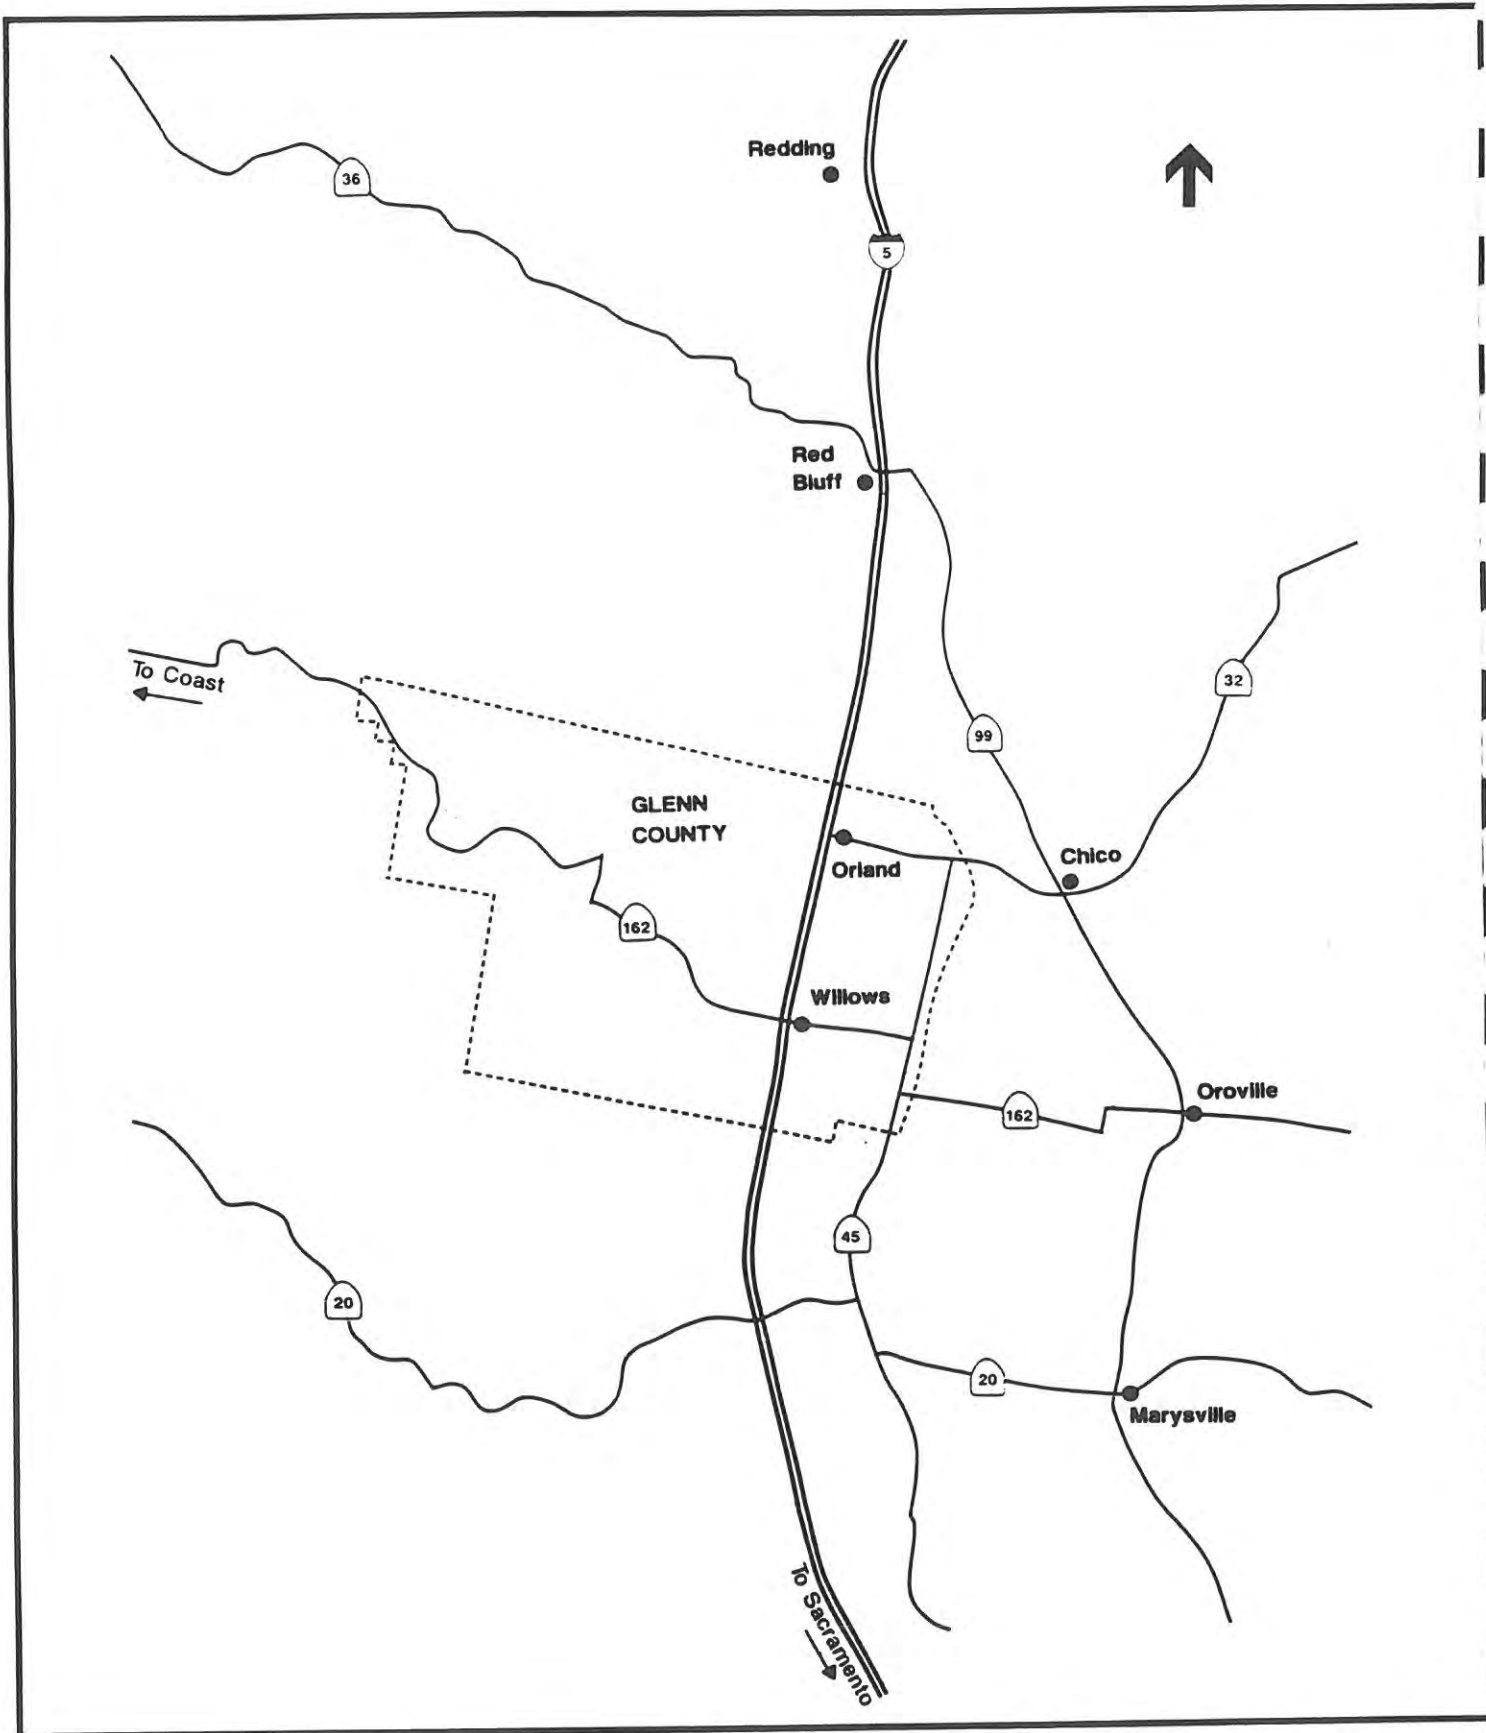 Redding
36
5
Red
Bluff
To Coast
32
99
GLENN
COUNTY
Chico
Orland
162
Willows
Oroville
162
45
20
20
Marysville
To Sacramento